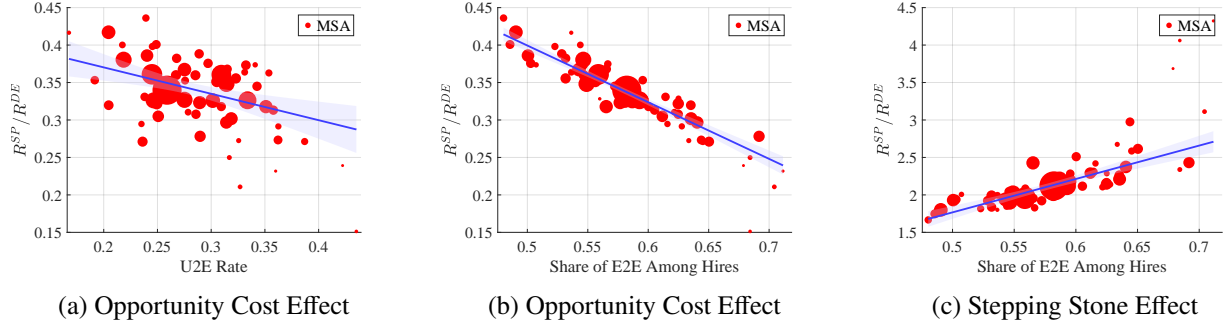 MSA
R^{SP}/R^{DE}
0.45
0.4
0.35
0.3
0.25
0.2
0.15
0.2 0.25 0.3 0.35 0.4
U2E Rate
(a) Opportunity Cost Effect
MSA
R^{SP}/R^{DE}
0.45
0.4
0.35
0.3
0.25
0.2
0.15
0.5 0.55 0.6 0.65 0.7
Share of E2E Among Hires
(b) Opportunity Cost Effect
MSA
R^{SP}/R^{DE}
4.5
4
3.5
3
2.5
2
1.5
0.5 0.55 0.6 0.65 0.7
Share of E2E Among Hires
(c) Stepping Stone Effect